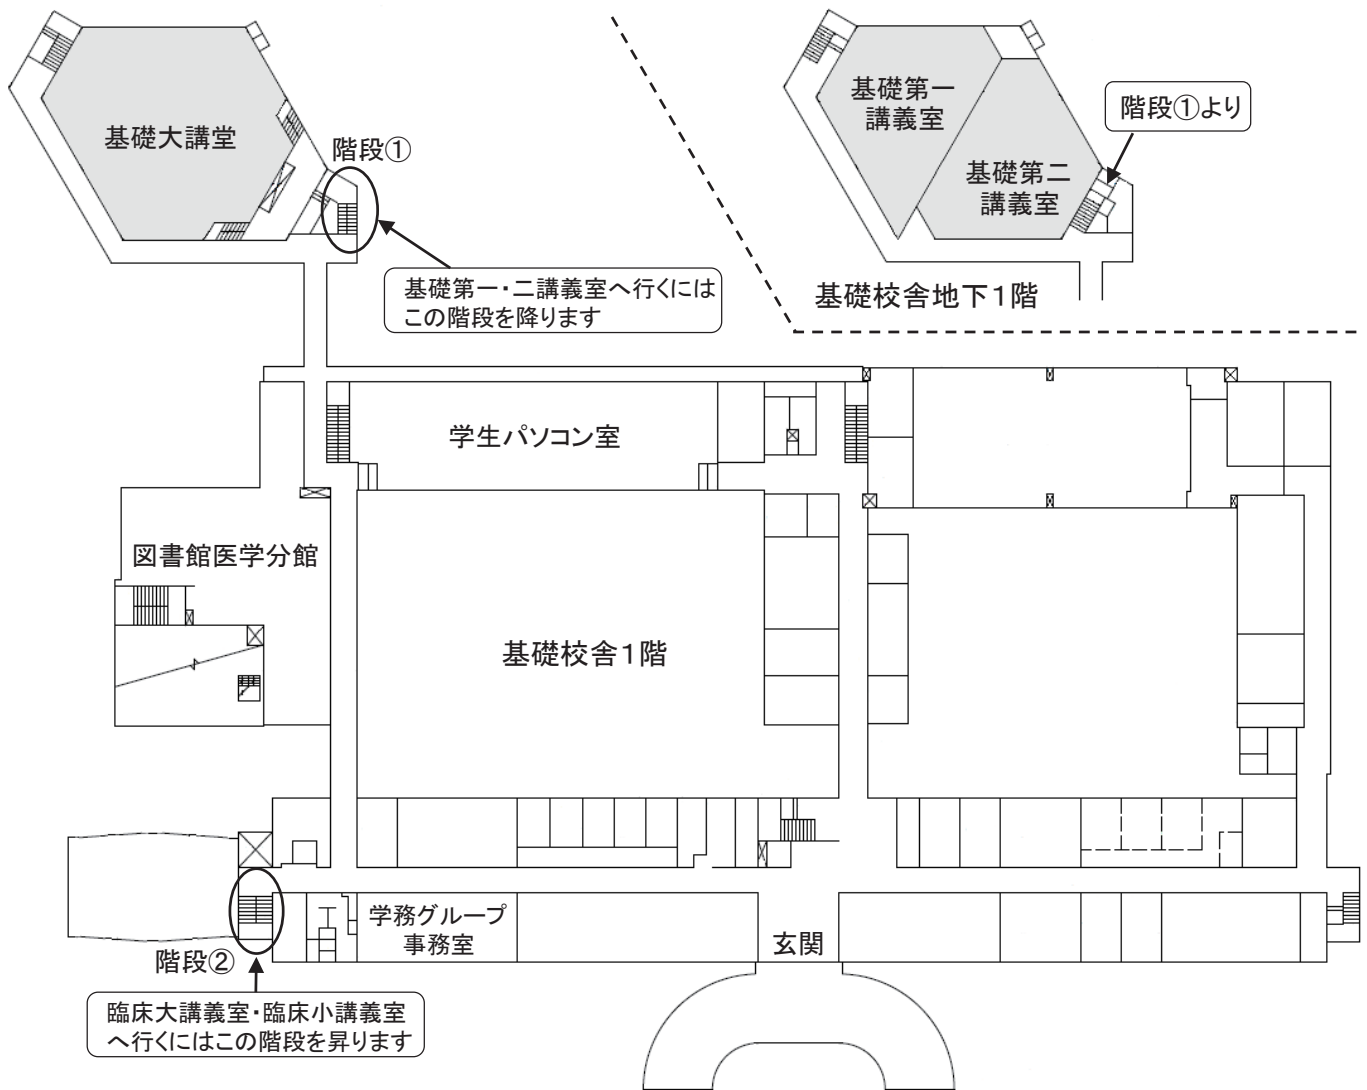 基礎大講堂
階段①
基礎第一・二講義室へ行くには
この階段を降ります
基礎第一
講義室
基礎第二
講義室
階段①より
基礎校舎地下1階
学生パソコン室
図書館医学分館
基礎校舎1階
学務グループ
事務室
玄関
階段②
臨床大講義室・臨床小講義室
へ行くにはこの階段を昇ります